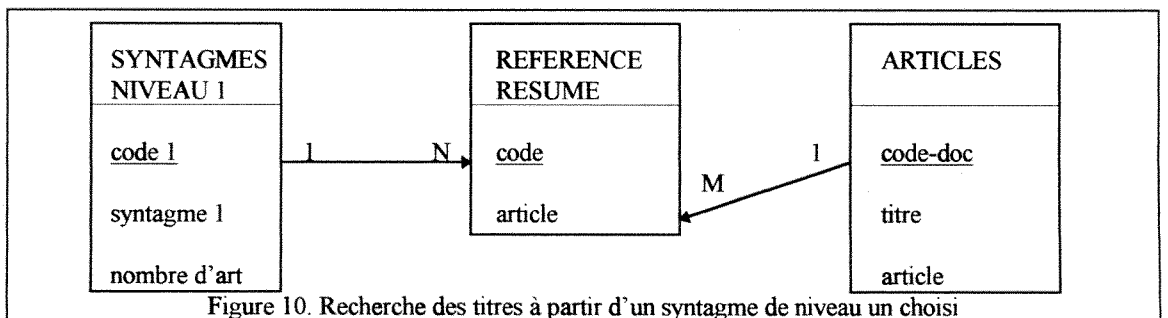 SYNTAGMES
NIVEAU 1
code 1
syntagme 1
nombre d'art
1
N
REFERENCE
RESUME
code
article
M
1
ARTICLES
code-doc
titre
article
Figure 10. Recherche des titres à partir d'un syntagme de niveau un choisi